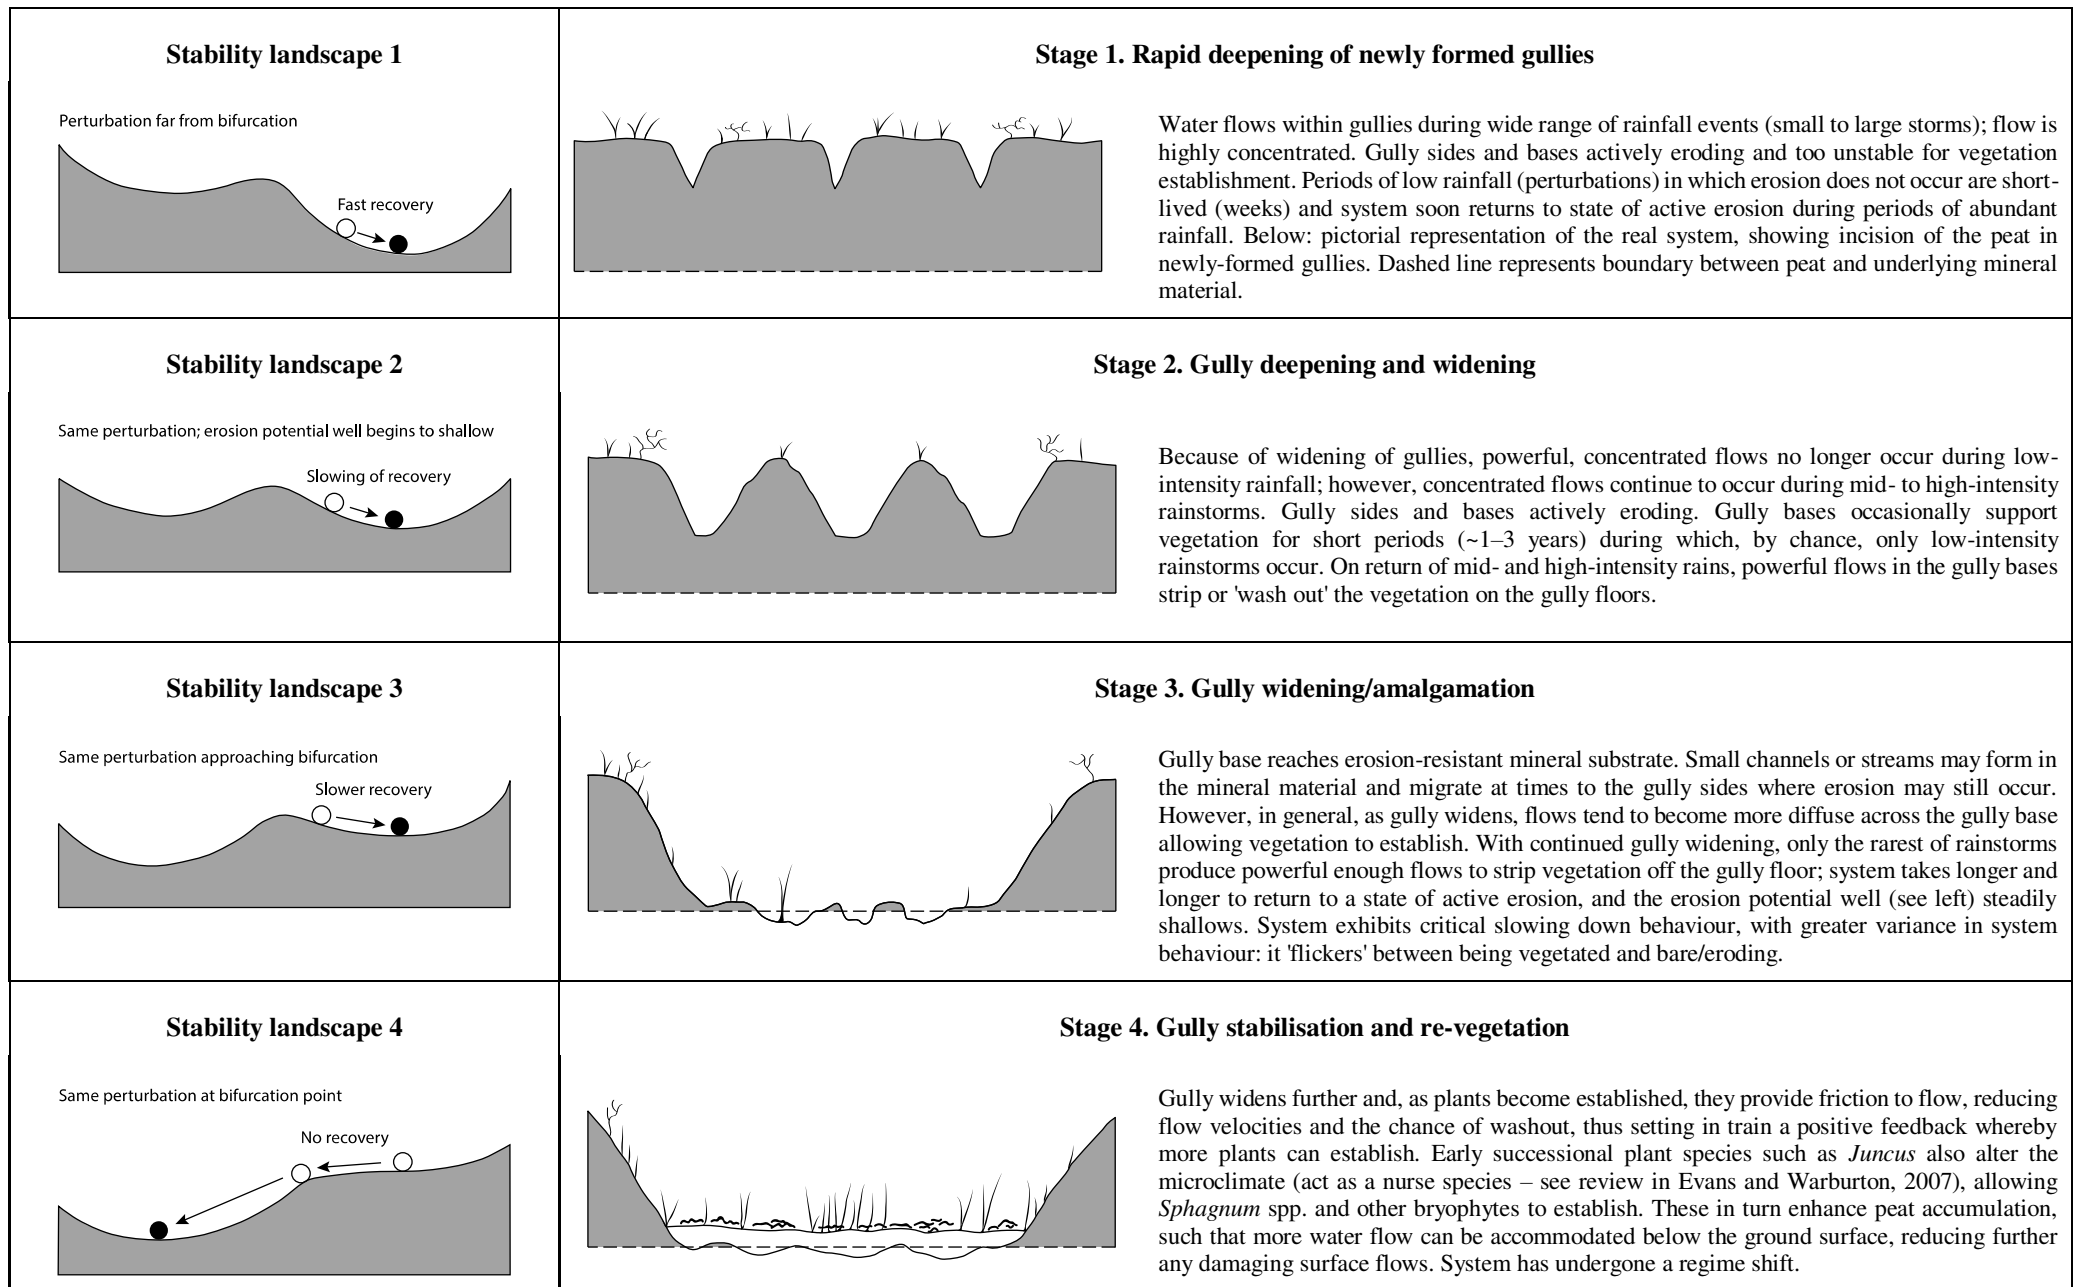 Stability landscape 1
Perturbation far from bifurcation
Fast recovery
Stage 1. Rapid deepening of newly formed gullies
Water flows within gullies during wide range of rainfall events (small to large storms); flow is
highly concentrated. Gully sides and bases actively eroding and too unstable for vegetation
establishment. Periods of low rainfall (perturbations) in which erosion does not occur are short-
lived (weeks) and system soon returns to state of active erosion during periods of abundant
rainfall. Below: pictorial representation of the real system, showing incision of the peat in
newly-formed gullies. Dashed line represents boundary between peat and underlying mineral
material.
Stability landscape 2
Same perturbation; erosion potential well begins to shallow
Slowing of recovery
Stage 2. Gully deepening and widening
Because of widening of gullies, powerful, concentrated flows no longer occur during low-
intensity rainfall; however, concentrated flows continue to occur during mid- to high-intensity
rainstorms. Gully sides and bases actively eroding. Gully bases occasionally support
vegetation for short periods (~1–3 years) during which, by chance, only low-intensity
rainstorms occur. On return of mid- and high-intensity rains, powerful flows in the gully bases
strip or 'wash out' the vegetation on the gully floors.
Stability landscape 3
Same perturbation approaching bifurcation
Slower recovery
Stage 3. Gully widening/amalgamation
Gully base reaches erosion-resistant mineral substrate. Small channels or streams may form in
the mineral material and migrate at times to the gully sides where erosion may still occur.
However, in general, as gully widens, flows tend to become more diffuse across the gully base
allowing vegetation to establish. With continued gully widening, only the rarest of rainstorms
produce powerful enough flows to strip vegetation off the gully floor; system takes longer and
longer to return to a state of active erosion, and the erosion potential well (see left) steadily
shallows. System exhibits critical slowing down behaviour, with greater variance in system
behaviour: it 'flickers' between being vegetated and bare/eroding.
Stability landscape 4
Same perturbation at bifurcation point
No recovery
Stage 4. Gully stabilisation and re-vegetation
Gully widens further and, as plants become established, they provide friction to flow, reducing
flow velocities and the chance of washout, thus setting in train a positive feedback whereby
more plants can establish. Early successional plant species such as Juncus also alter the
microclimate (act as a nurse species – see review in Evans and Warburton, 2007), allowing
Sphagnum spp. and other bryophytes to establish. These in turn enhance peat accumulation,
such that more water flow can be accommodated below the ground surface, reducing further
any damaging surface flows. System has undergone a regime shift.